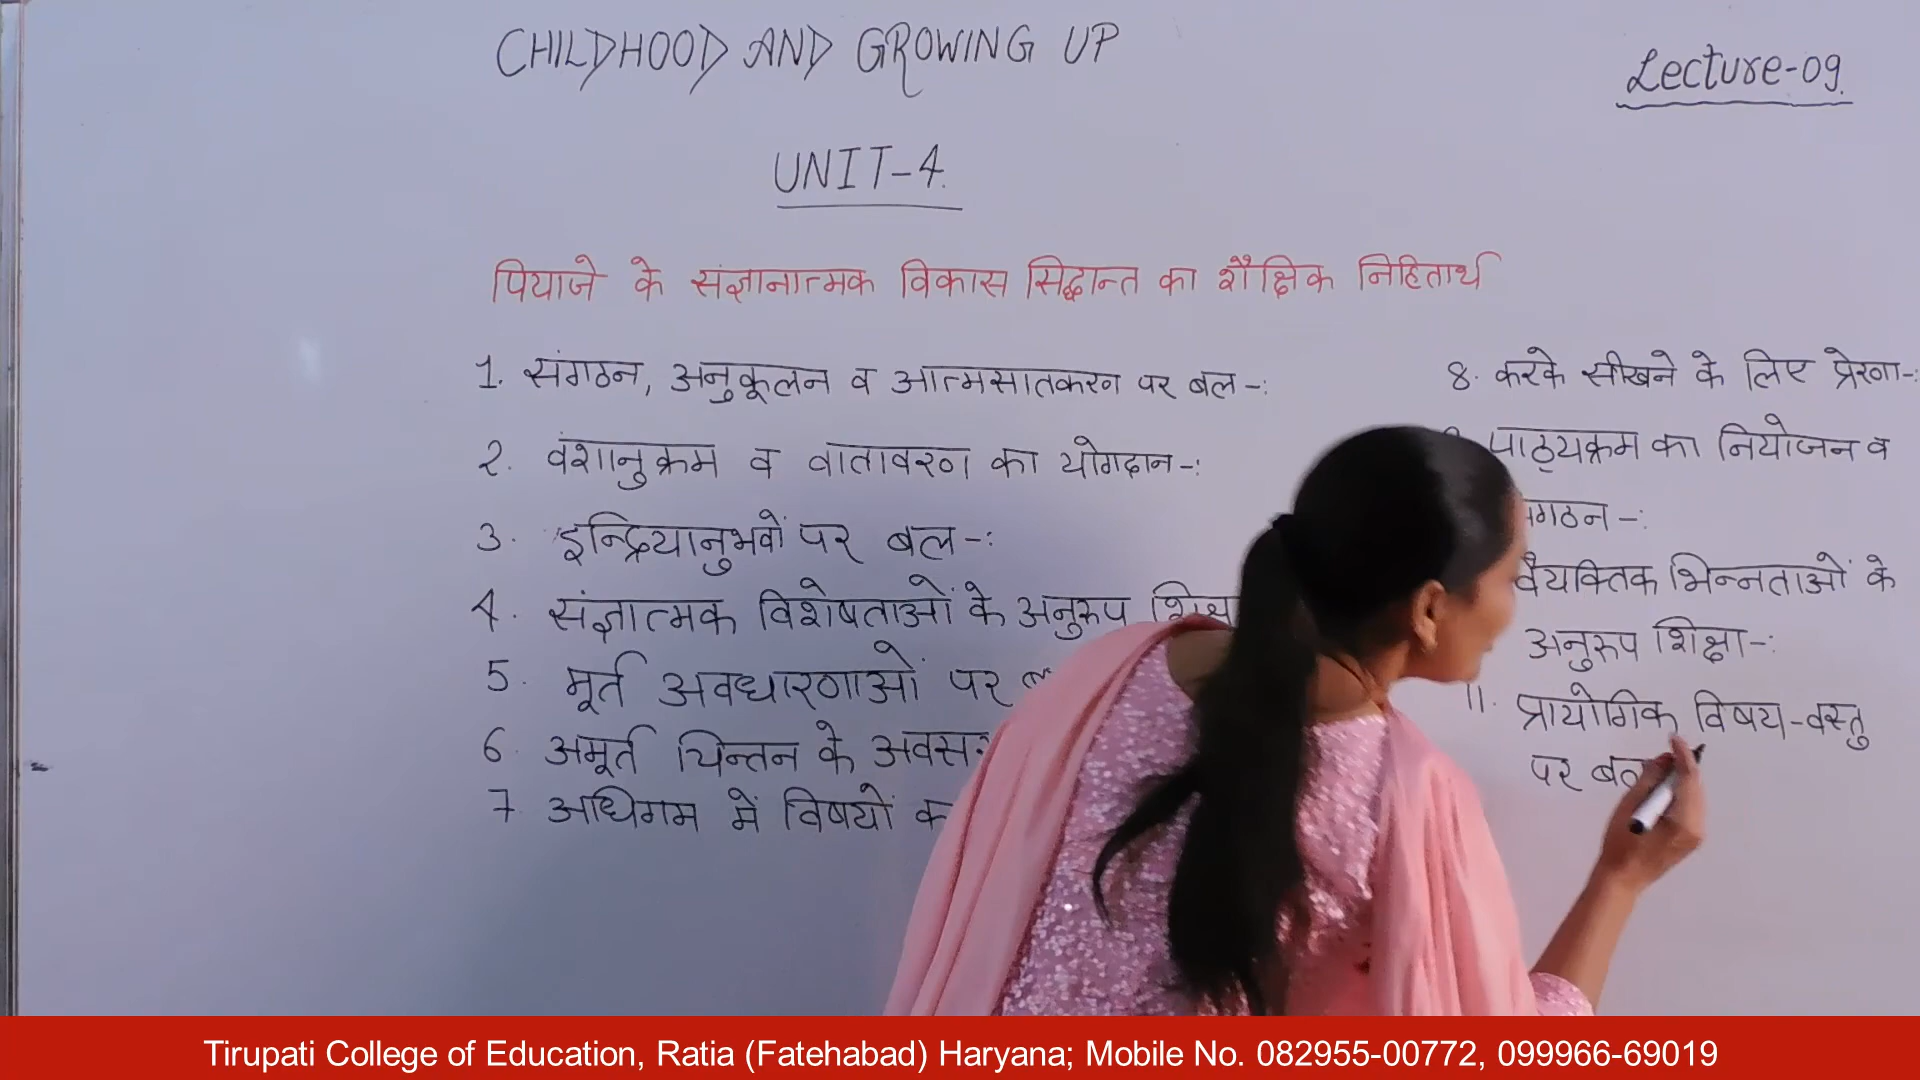 CHILDHOOD AND GROWING UP
Lecture-09.
UNIT-4.
पियाजे के संज्ञानात्मक विकास सिद्धान्त का शैक्षिक निहितार्थ
1. संगठन, अनुकूलन व आत्मसातकरण पर बल-:
2. वंशानुक्रम व वातावरण का योगदान-:
3. इन्द्रियानुभवों पर बल-:
4. संज्ञात्मक विशेषताओं के अनुरुप
5. मूर्त अवधारणाओं पर
6. अमूर्त चिन्तन के
7. अधिगम में विषयों
8. करके सीखने के लिए प्रेरणा-:
पाठ्यक्रम का नियोजन व
वैयक्तिक भिन्नताओं के
अनुरुप शिक्षा-:
11. प्रायोगिक विषय-वस्तु
पर बल
Tirupati College of Education, Ratia (Fatehabad) Haryana; Mobile No. 082955-00772, 099966-69019